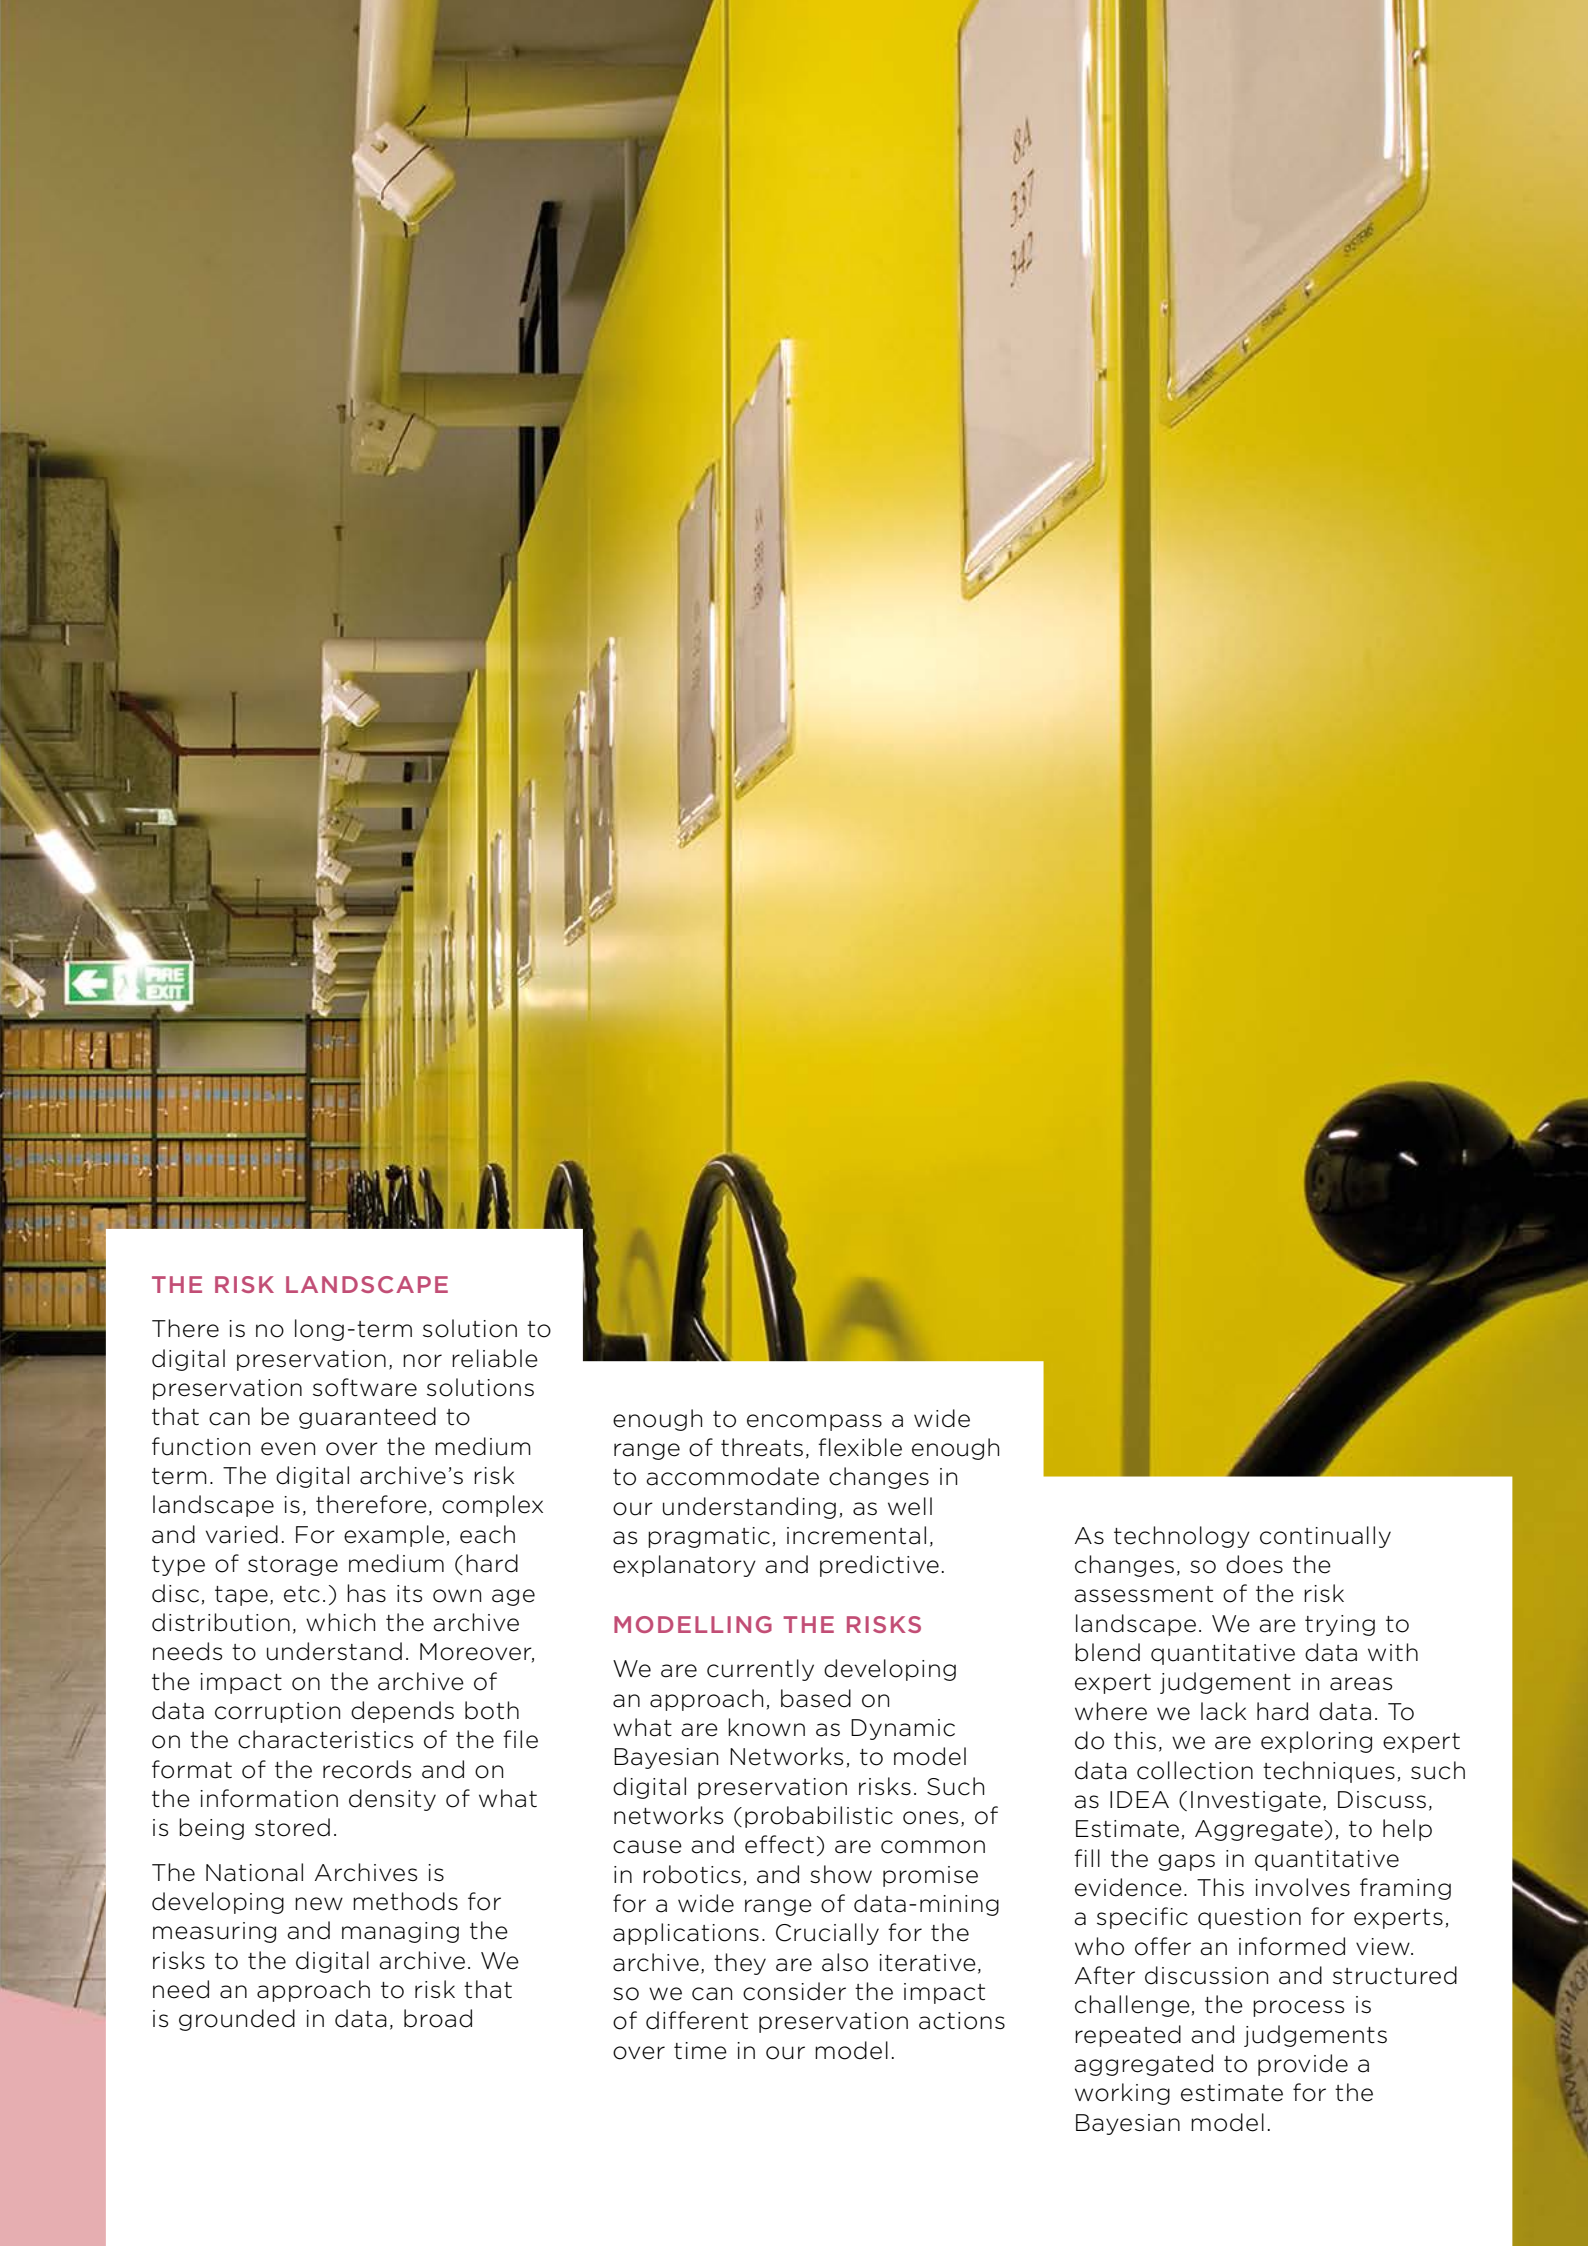 8A
337
342
SYSTEMS
STORAGE
FIRE
EXIT
THE RISK LANDSCAPE
There is no long-term solution to
digital preservation, nor reliable
preservation software solutions
that can be guaranteed to
function even over the medium
term. The digital archive’s risk
landscape is, therefore, complex
and varied. For example, each
type of storage medium (hard
disc, tape, etc.) has its own age
distribution, which the archive
needs to understand. Moreover,
the impact on the archive of
data corruption depends both
on the characteristics of the file
format of the records and on
the information density of what
is being stored.
The National Archives is
developing new methods for
measuring and managing the
risks to the digital archive. We
need an approach to risk that
is grounded in data, broad
enough to encompass a wide
range of threats, flexible enough
to accommodate changes in
our understanding, as well
as pragmatic, incremental,
explanatory and predictive.
MODELLING THE RISKS
We are currently developing
an approach, based on
what are known as Dynamic
Bayesian Networks, to model
digital preservation risks. Such
networks (probabilistic ones, of
cause and effect) are common
in robotics, and show promise
for a wide range of data-mining
applications. Crucially for the
archive, they are also iterative,
so we can consider the impact
of different preservation actions
over time in our model.
As technology continually
changes, so does the
assessment of the risk
landscape. We are trying to
blend quantitative data with
expert judgement in areas
where we lack hard data. To
do this, we are exploring expert
data collection techniques, such
as IDEA (Investigate, Discuss,
Estimate, Aggregate), to help
fill the gaps in quantitative
evidence. This involves framing
a specific question for experts,
who offer an informed view.
After discussion and structured
challenge, the process is
repeated and judgements
aggregated to provide a
working estimate for the
Bayesian model.